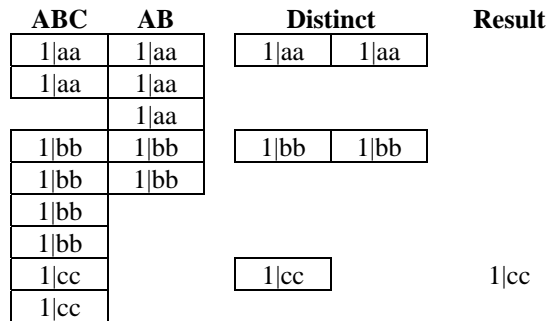 ABC AB Distinct Result
1|aa 1|aa 1|aa 1|aa
1|aa 1|aa
1|aa
1|bb 1|bb 1|bb 1|bb
1|bb 1|bb
1|bb
1|bb
1|cc 1|cc 1|cc
1|cc